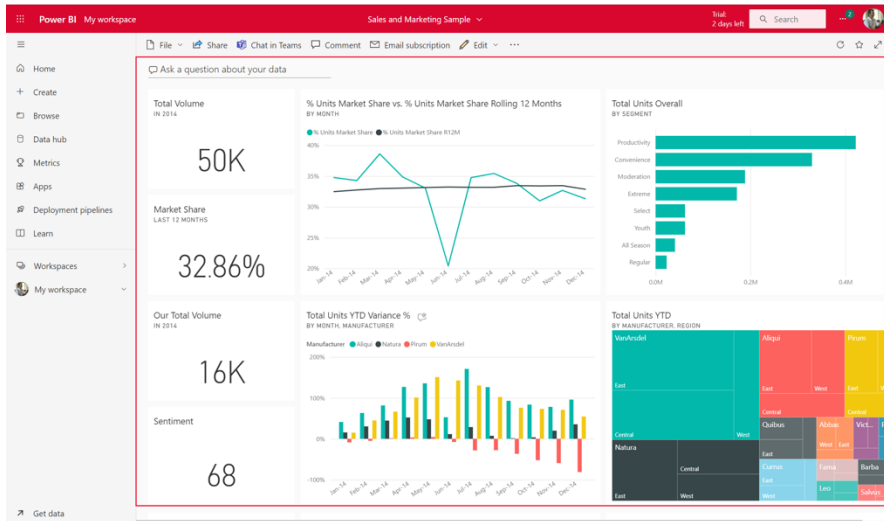 Power BI My workspace
Sales and Marketing Sample
Trial:
2 days left
Search
2
File
Share
Chat in Teams
Comment
Email subscription
Edit
Home
Create
Browse
Data hub
Metrics
Apps
Deployment pipelines
Learn
Workspaces
My workspace
Get data
Ask a question about your data
Total Volume
IN 2014
50K
Market Share
LAST 12 MONTHS
32.86%
Our Total Volume
IN 2014
16K
Sentiment
68
% Units Market Share vs. % Units Market Share Rolling 12 Months
BY MONTH
% Units Market Share % Units Market Share R12M
40%
35%
30%
25%
20%
Jan-14 Feb-14 Mar-14 Apr-14 May-14 Jun-14 Jul-14 Aug-14 Sep-14 Oct-14 Nov-14 Dec-14
Total Units YTD Variance %
BY MONTH, MANUFACTURER
Manufacturer Aliqui Natura Pirum VanArsdel
200%
100%
0%
-100%
Jan-14 Feb-14 Mar-14 Apr-14 May-14 Jun-14 Jul-14 Aug-14 Sep-14 Oct-14 Nov-14 Dec-14
Total Units Overall
BY SEGMENT
Productivity
Convenience
Moderation
Extreme
Select
Youth
All Season
Regular
0.0M 0.2M 0.4M
Total Units YTD
BY MANUFACTURER, REGION
VanArsdel
East
Central
West
Natura
East
Central
West
Aliqui
East
West
Central
Pirum
East
W
Central
Quibus
East
Abbas
West East
Vict...
Currus
East
West
Fama
Leo
Barba
Salvus